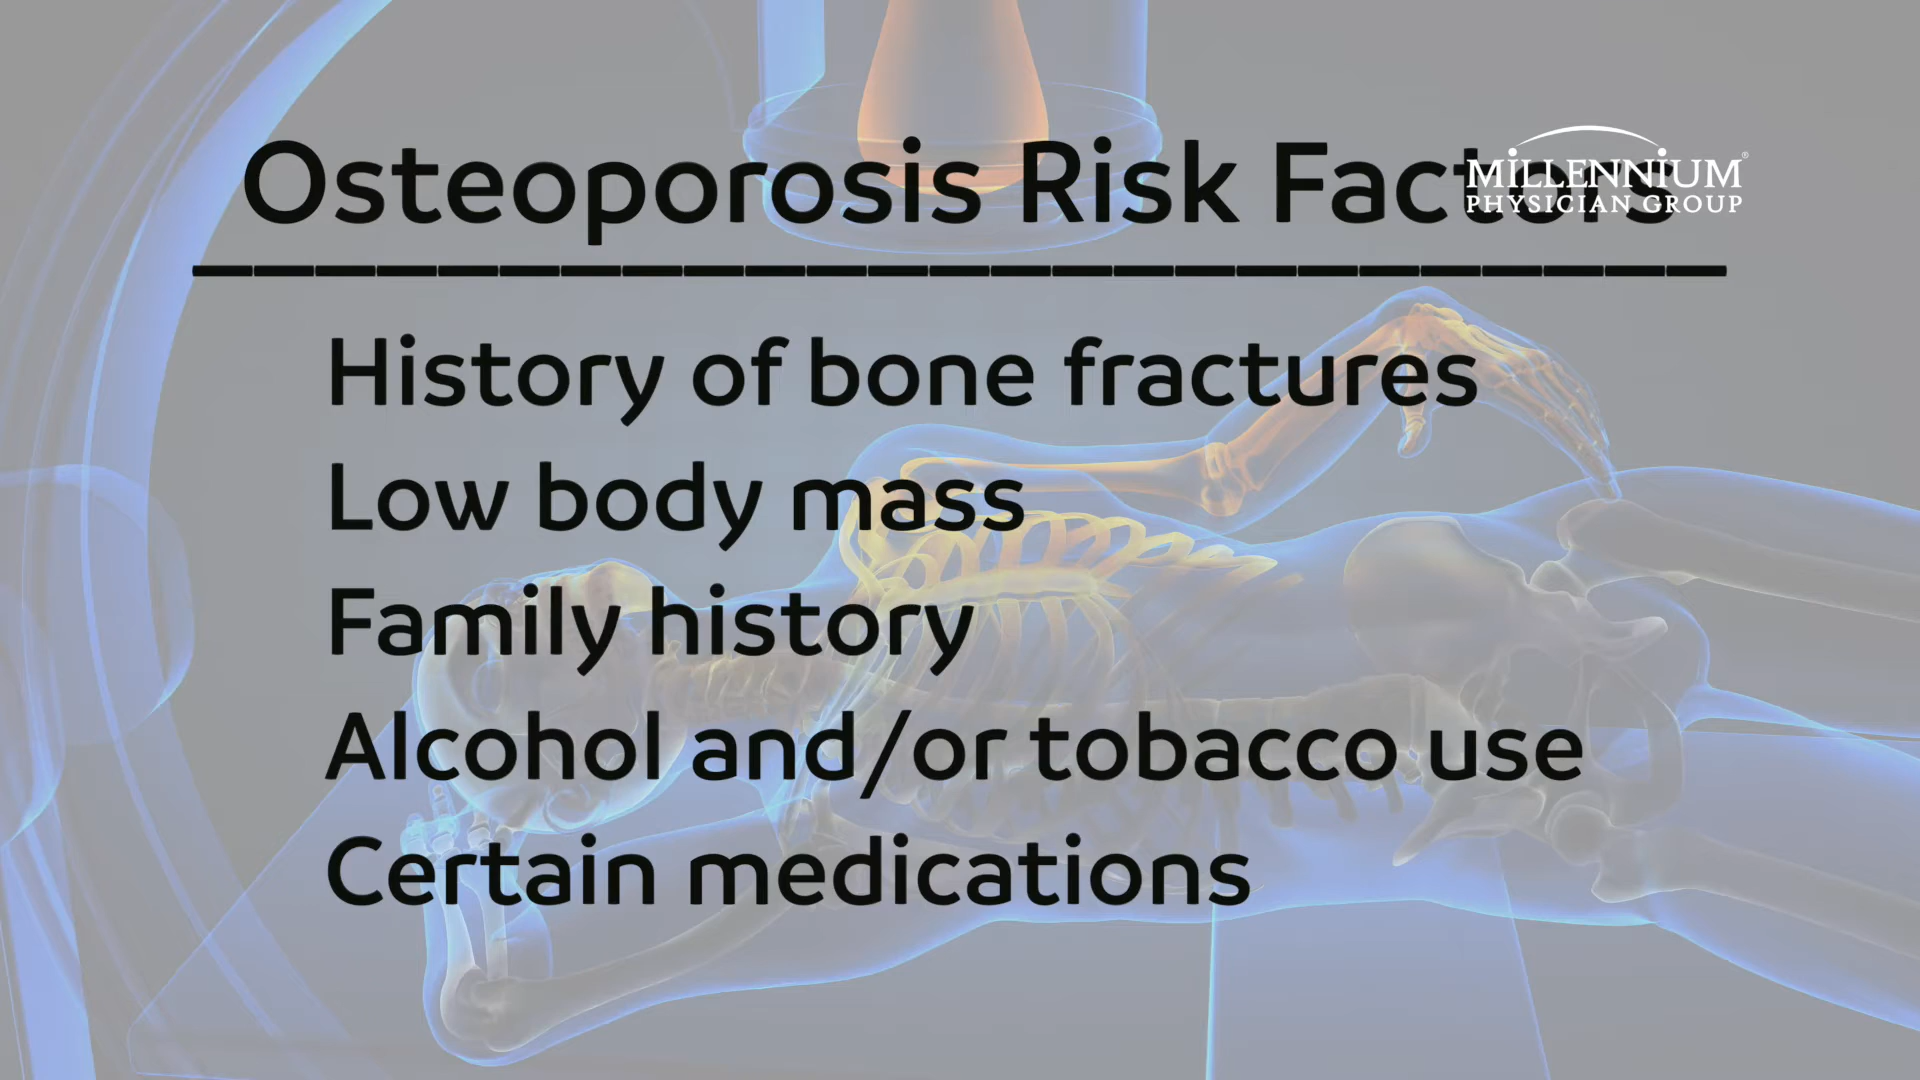 Osteoporosis Risk Factors
MILLENNIUM®
PHYSICIAN GROUP
History of bone fractures
Low body mass
Family history
Alcohol and/or tobacco use
Certain medications